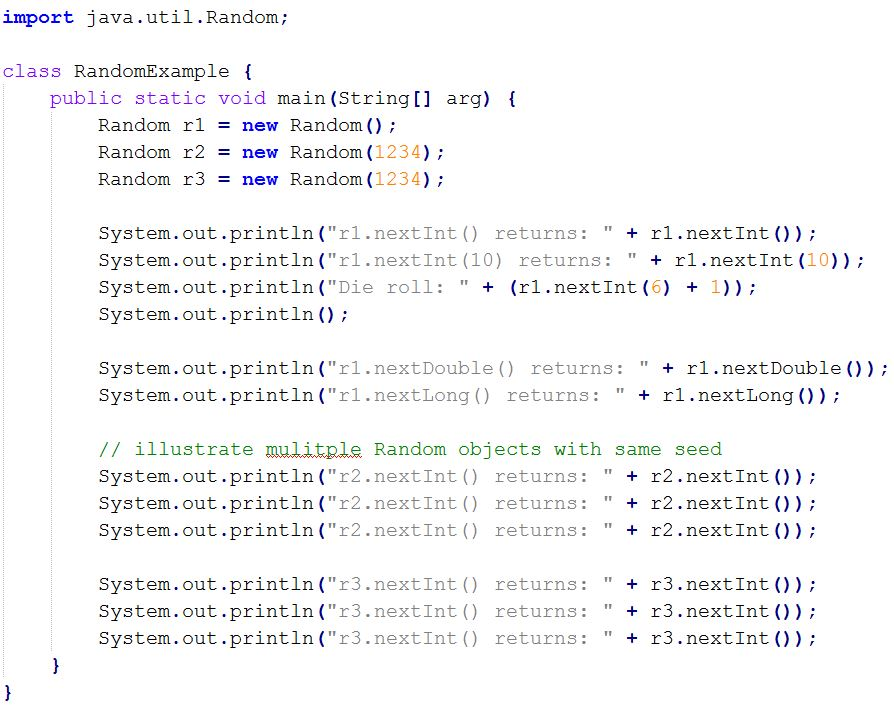 import java.util.Random;
class RandomExample {
public static void main(String[] arg) {
Random r1 = new Random();
Random r2 = new Random(1234);
Random r3 = new Random(1234);
System.out.println("r1.nextInt() returns: " + r1.nextInt());
System.out.println("r1.nextInt(10) returns: " + r1.nextInt(10));
System.out.println("Die roll: " + (r1.nextInt(6) + 1));
System.out.println();
System.out.println("r1.nextDouble() returns: " + r1.nextDouble());
System.out.println("r1.nextLong() returns: " + r1.nextLong());
// illustrate mulitple Random objects with same seed
System.out.println("r2.nextInt() returns: " + r2.nextInt());
System.out.println("r2.nextInt() returns: " + r2.nextInt());
System.out.println("r2.nextInt() returns: " + r2.nextInt());
System.out.println("r3.nextInt() returns: " + r3.nextInt());
System.out.println("r3.nextInt() returns: " + r3.nextInt());
System.out.println("r3.nextInt() returns: " + r3.nextInt());
}
}